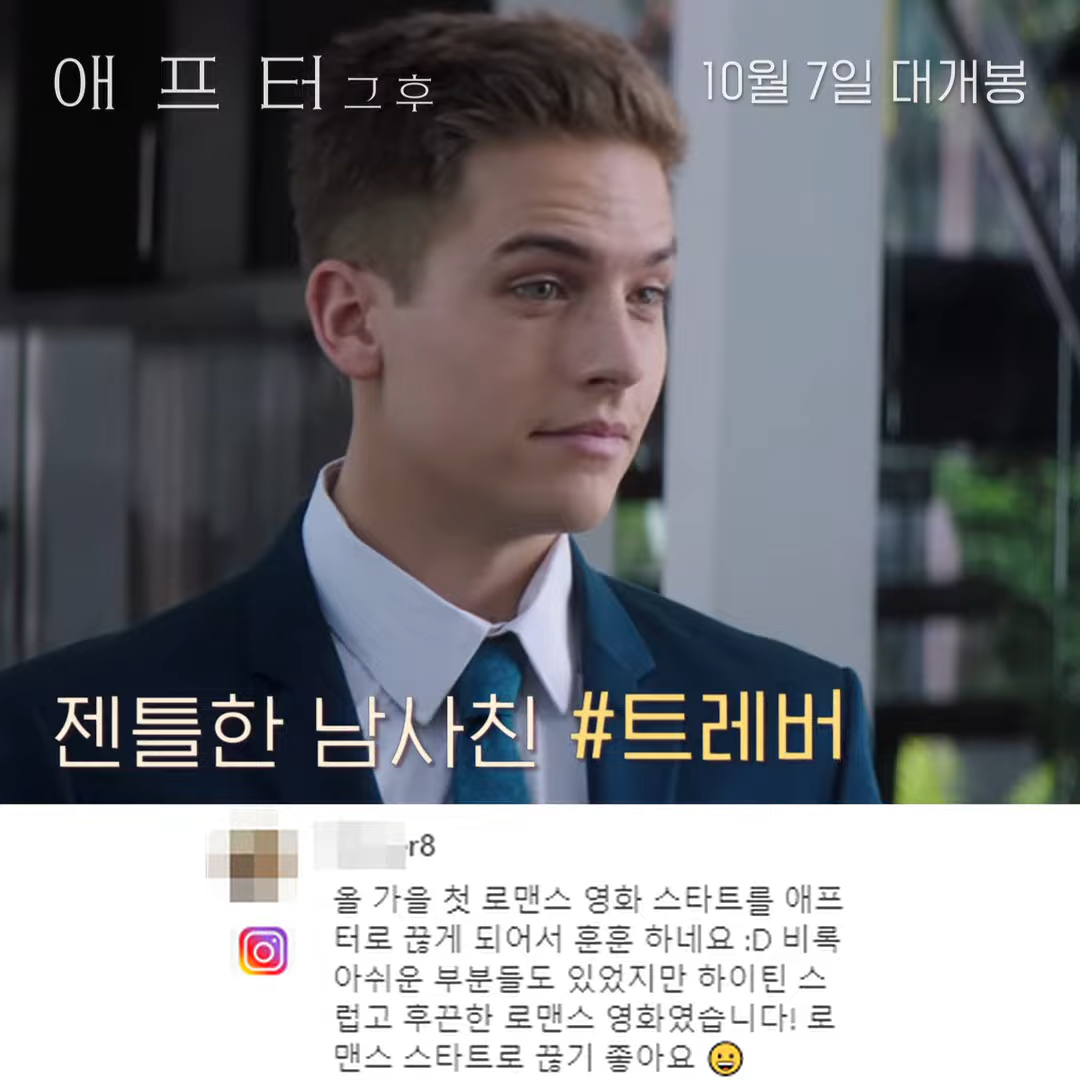 애프터 그 후
10월 7일 대개봉
젠틀한 남사친 #트레버
r8
올 가을 첫 로맨스 영화 스타트를 애프
터로 끊게 되어서 훈훈 하네요 :D 비록
아쉬운 부분들도 있었지만 하이틴 스
럽고 후끈한 로맨스 영화였습니다! 로
맨스 스타트로 끊기 좋아요 😀